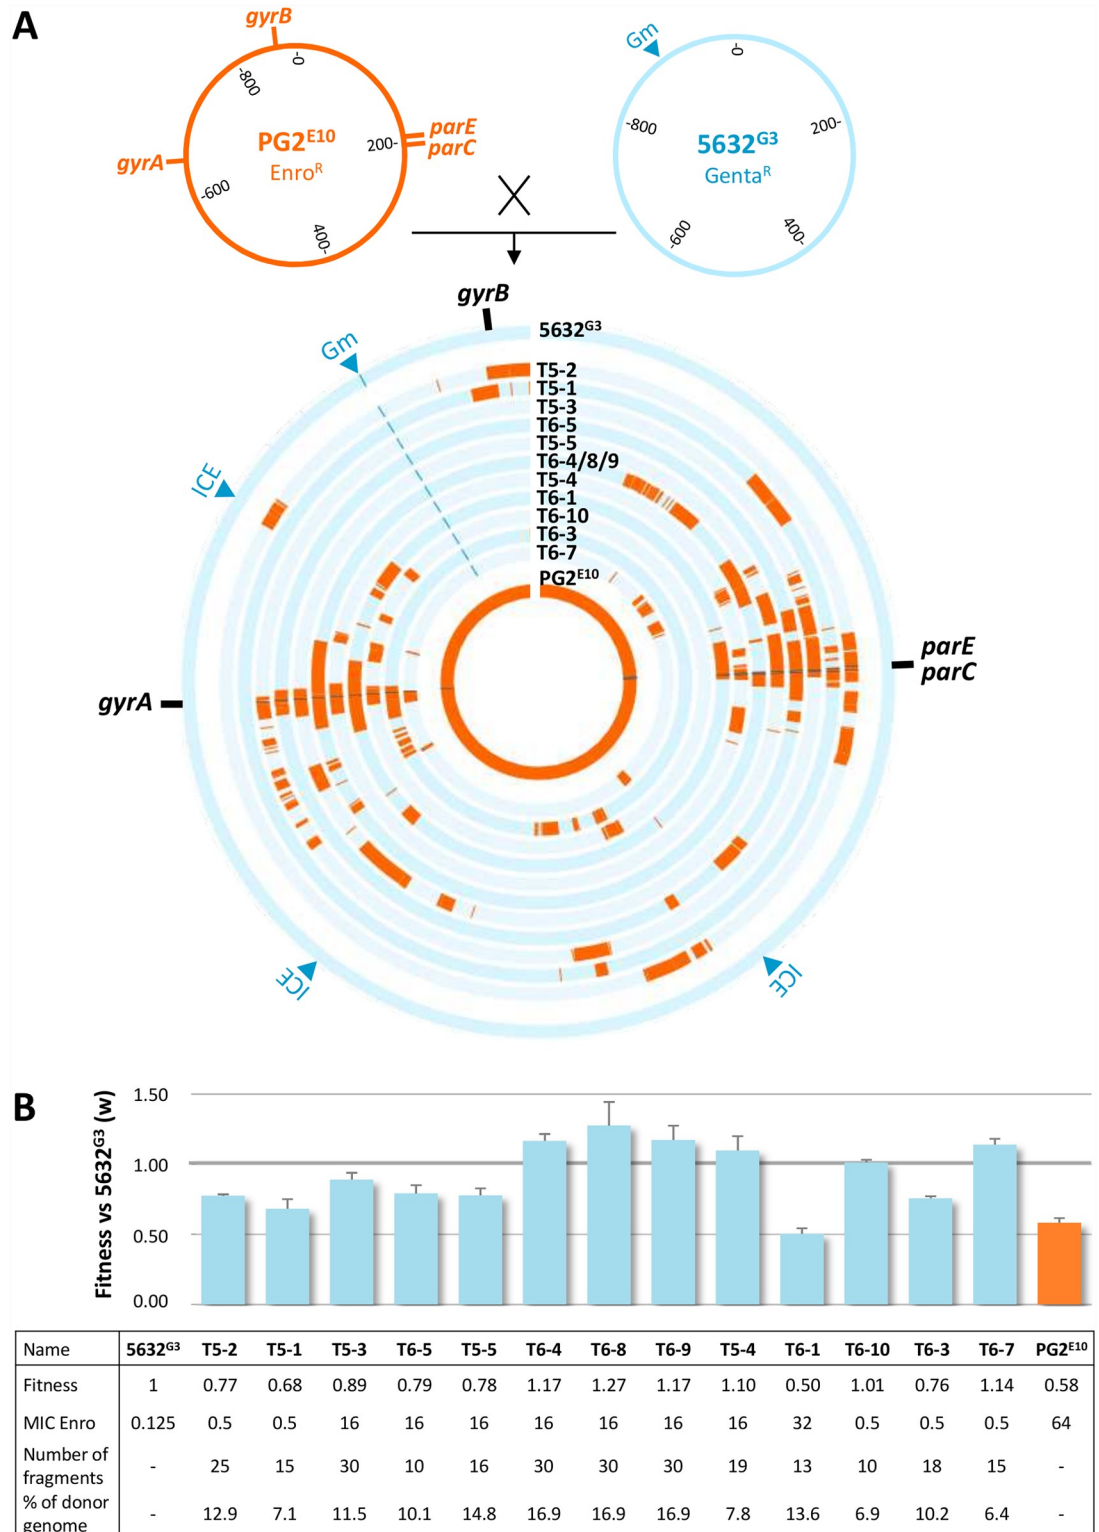 A
gyrB
-0
-800
PG2E10
EnroR
200-
parE
parC
gyrA
-600
400-
Gm
-0
-800
200-
5632G3
GentaR
-600
400-
gyrB
5632G3
Gm
T5-2
T5-1
T5-3
T6-5
T5-5
T6-4/8/9
T5-4
T6-1
T6-10
T6-3
T6-7
PG2E10
ICE
parE
parC
gyrA
ICE
ICE
B
Fitness vs 5632G3 (w)
1.50
1.00
0.50
0.00
Name 5632G3 T5-2 T5-1 T5-3 T6-5 T5-5 T6-4 T6-8 T6-9 T5-4 T6-1 T6-10 T6-3 T6-7 PG2E10
Fitness 1 0.77 0.68 0.89 0.79 0.78 1.17 1.27 1.17 1.10 0.50 1.01 0.76 1.14 0.58
MIC Enro 0.125 0.5 0.5 16 16 16 16 16 16 16 32 0.5 0.5 0.5 64
Number of
fragments - 25 15 30 10 16 30 30 30 19 13 10 18 15 -
% of donor
genome - 12.9 7.1 11.5 10.1 14.8 16.9 16.9 16.9 7.8 13.6 6.9 10.2 6.4 -